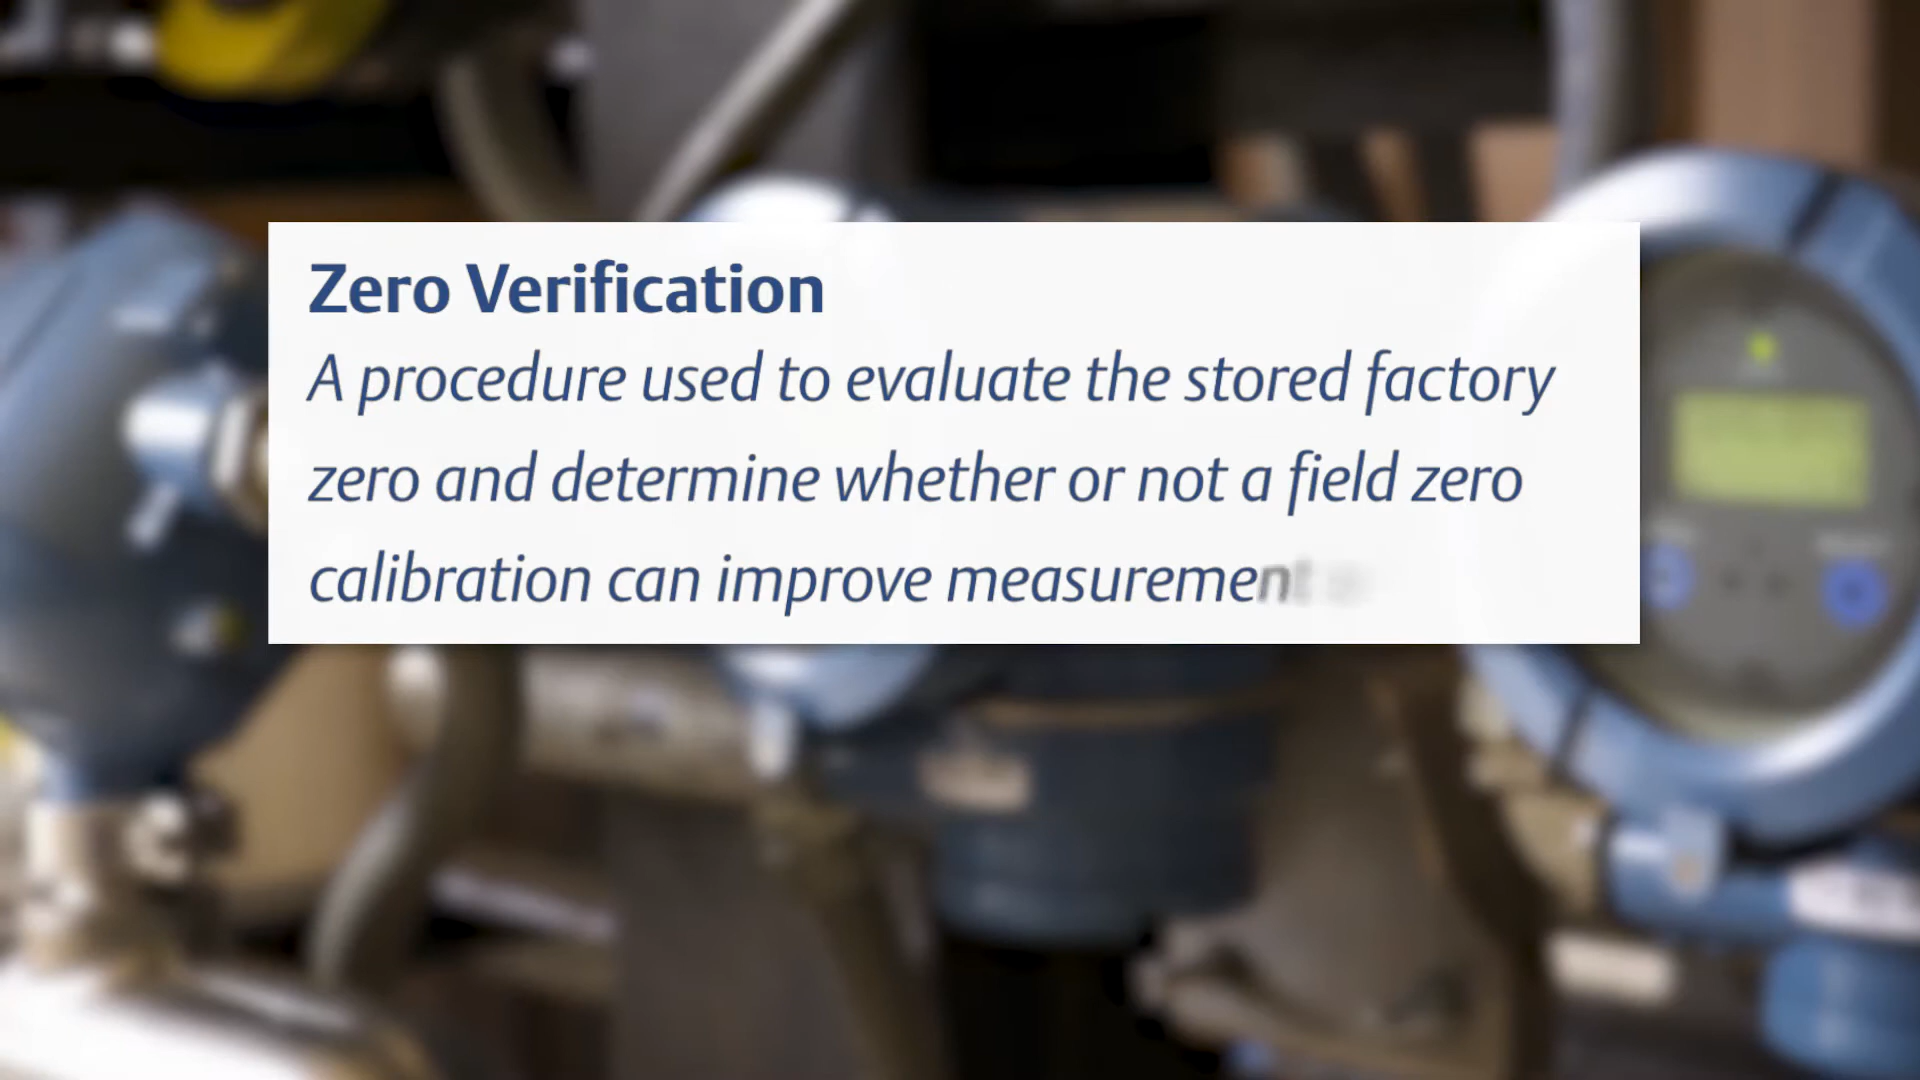 Zero Verification
A procedure used to evaluate the stored factory
zero and determine whether or not a field zero
calibration can improve measurement